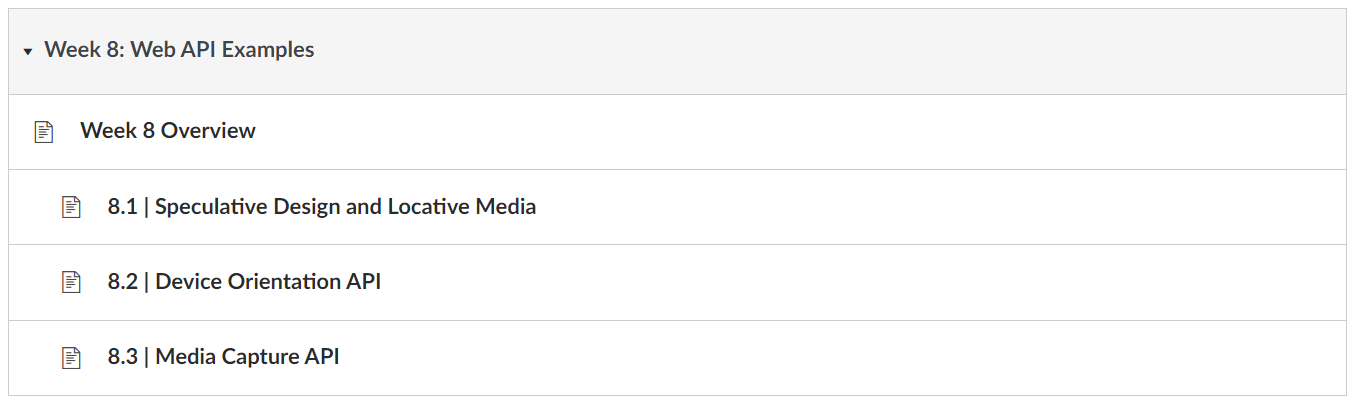 Week 8: Web API Examples
Week 8 Overview
8.1 | Speculative Design and Locative Media
8.2 | Device Orientation API
8.3 | Media Capture API